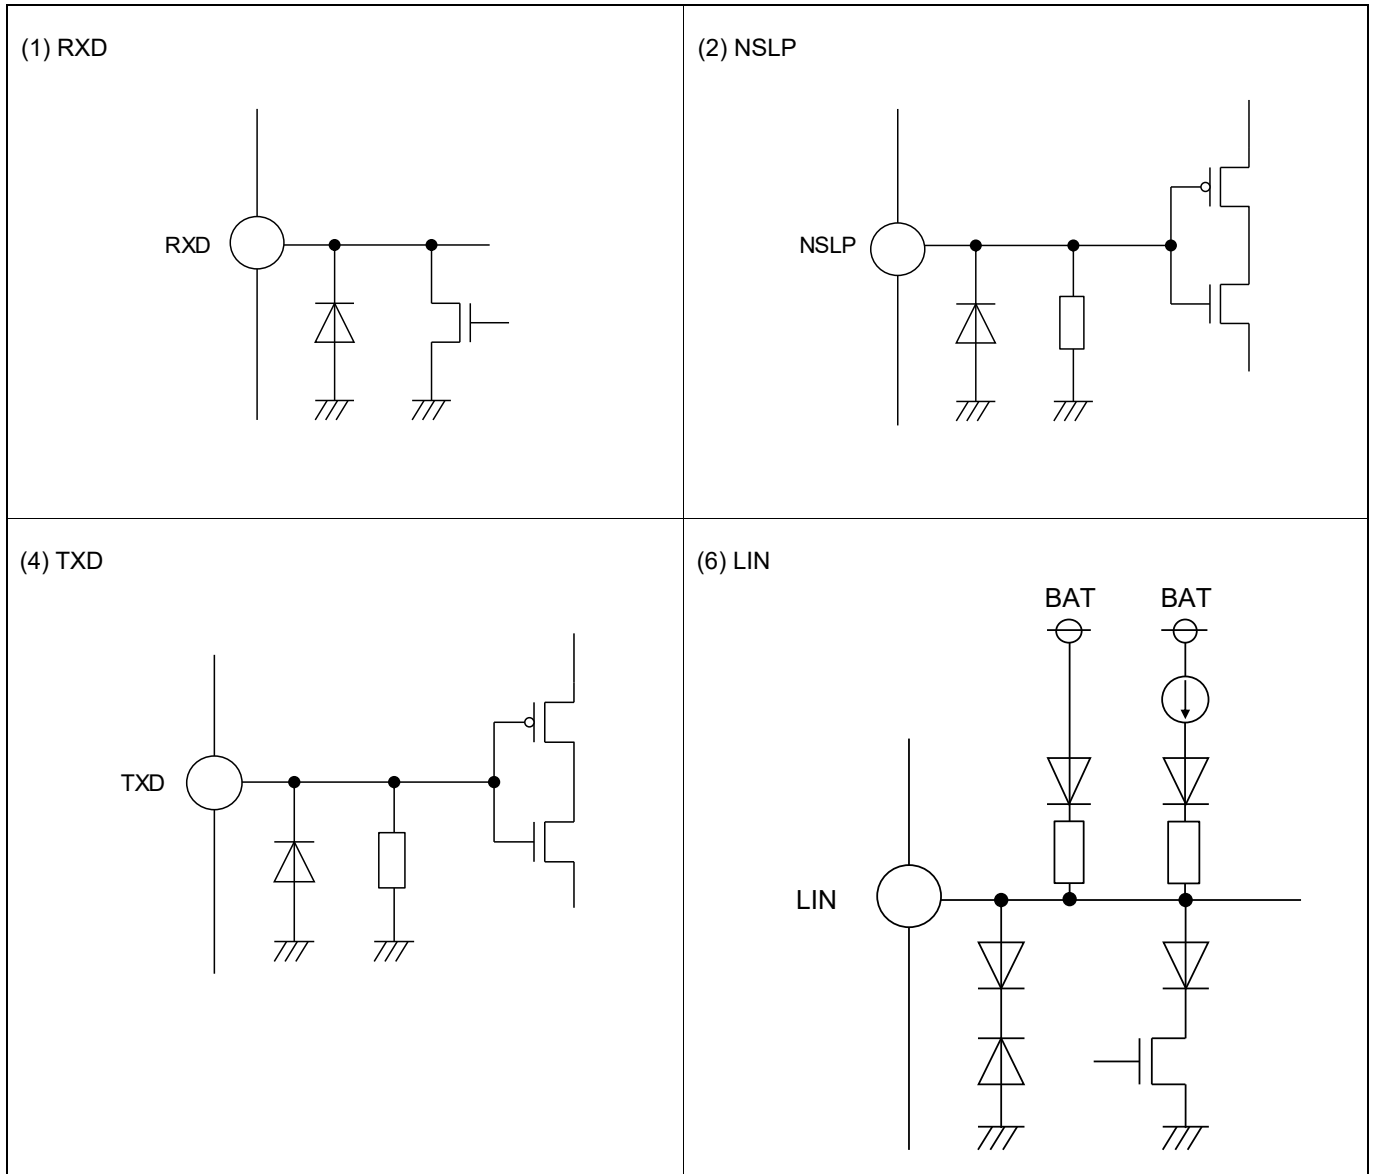 (1) RXD
(2) NSLP
RXD
NSLP
(4) TXD
(6) LIN
BAT BAT
TXD
LIN